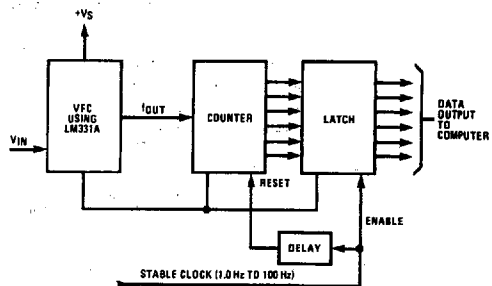 +VS
VFC
USING
LM331A
VIN
fOUT
COUNTER
LATCH
DATA
OUTPUT
TO
COMPUTER
RESET
ENABLE
DELAY
STABLE CLOCK (1.0 Hz TO 100 Hz)